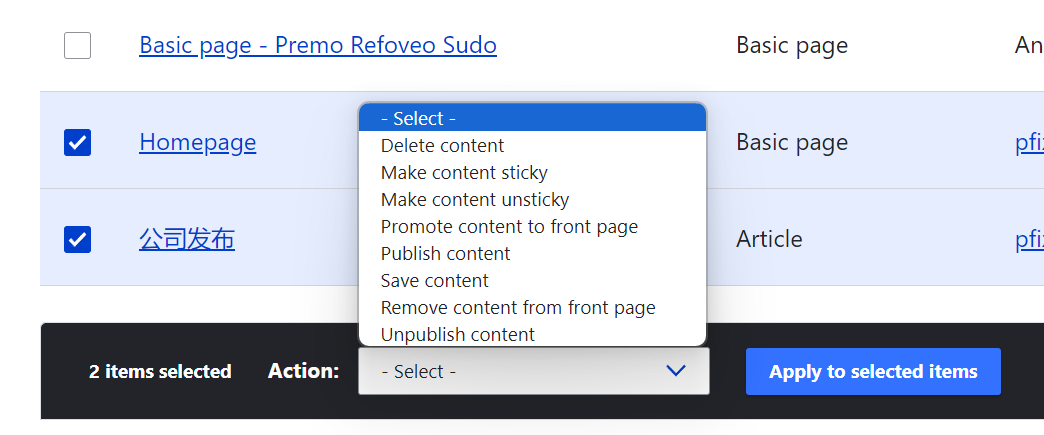 Basic page - Premo Refoveo Sudo Basic page An
Homepage Basic page pfi
- Select -
Delete content
Make content sticky
Make content unsticky
Promote content to front page
Publish content
公司发布 Article pfi
Save content
Remove content from front page
Unpublish content
2 items selected Action: - Select - Apply to selected items